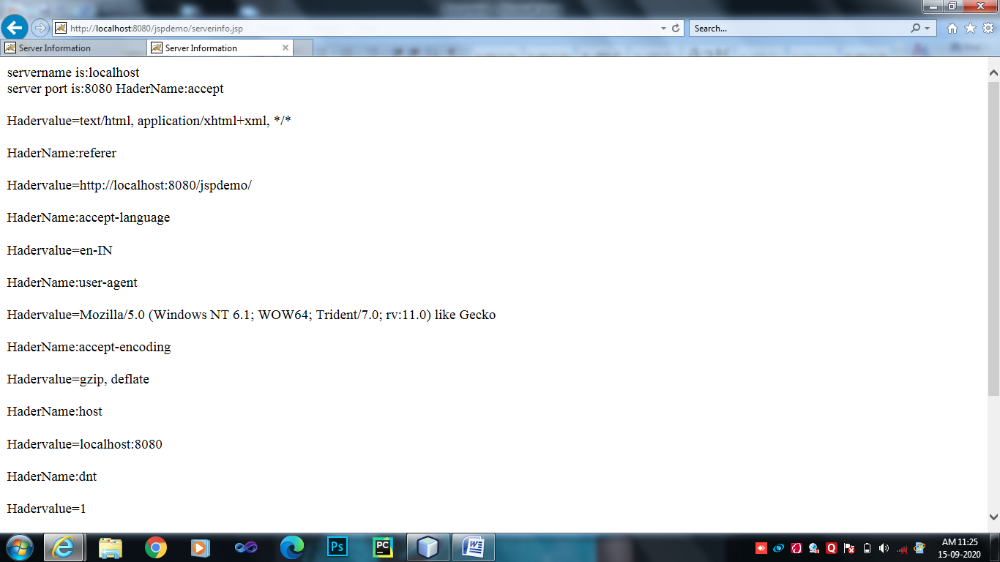 http://localhost:8080/jspdemo/serverinfo.jsp
Search...
Server Information
Server Information
servername is:localhost
server port is:8080 HaderName:accept
Hadervalue=text/html, application/xhtml+xml, */*
HaderName:referer
Hadervalue=http://localhost:8080/jspdemo/
HaderName:accept-language
Hadervalue=en-IN
HaderName:user-agent
Hadervalue=Mozilla/5.0 (Windows NT 6.1; WOW64; Trident/7.0; rv:11.0) like Gecko
HaderName:accept-encoding
Hadervalue=gzip, deflate
HaderName:host
Hadervalue=localhost:8080
HaderName:dnt
Hadervalue=1
Ps
PC
W
AM 11:25
15-09-2020